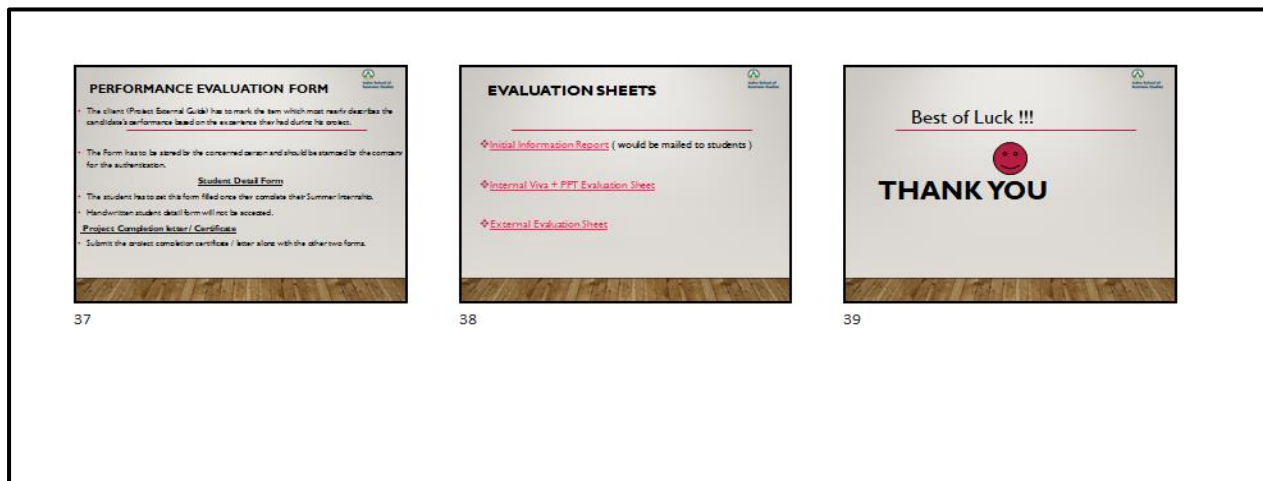 PERFORMANCE EVALUATION FORM
• The client (Project External Guide) has to mark the item which most nearly describes the
candidate's performance based on the experience they had during his project.
• The Form has to be signed by the concerned person and should be stamped by the company
for the authentication.
Student Detail Form
• The student has to get this form filled once they complete their Summer Internship.
• Handwritten student detail form will not be accepted.
Project Completion letter / Certificate
• Submit the project completion certificate / letter along with the other two forms.
37
EVALUATION SHEETS
❖Initial Information Report ( would be mailed to students )
❖Internal Viva + PPT Evaluation Sheet
❖External Evaluation Sheet
38
Best of Luck !!!
THANK YOU
39